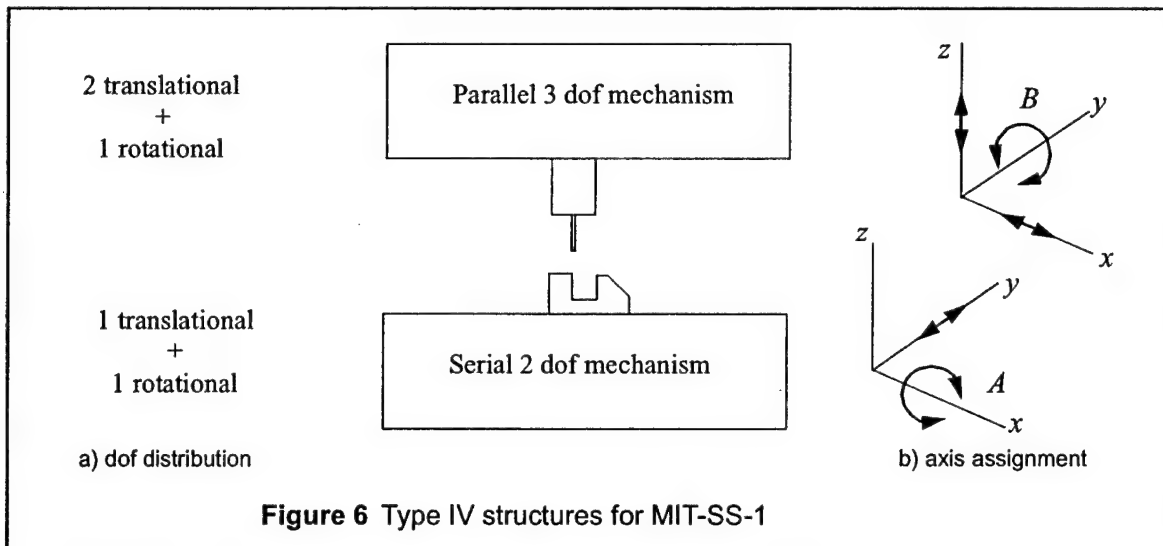 2 translational
+
1 rotational
Parallel 3 dof mechanism
z
B
y
x
1 translational
+
1 rotational
Serial 2 dof mechanism
z
y
A
x
a) dof distribution
b) axis assignment
Figure 6 Type IV structures for MIT-SS-1